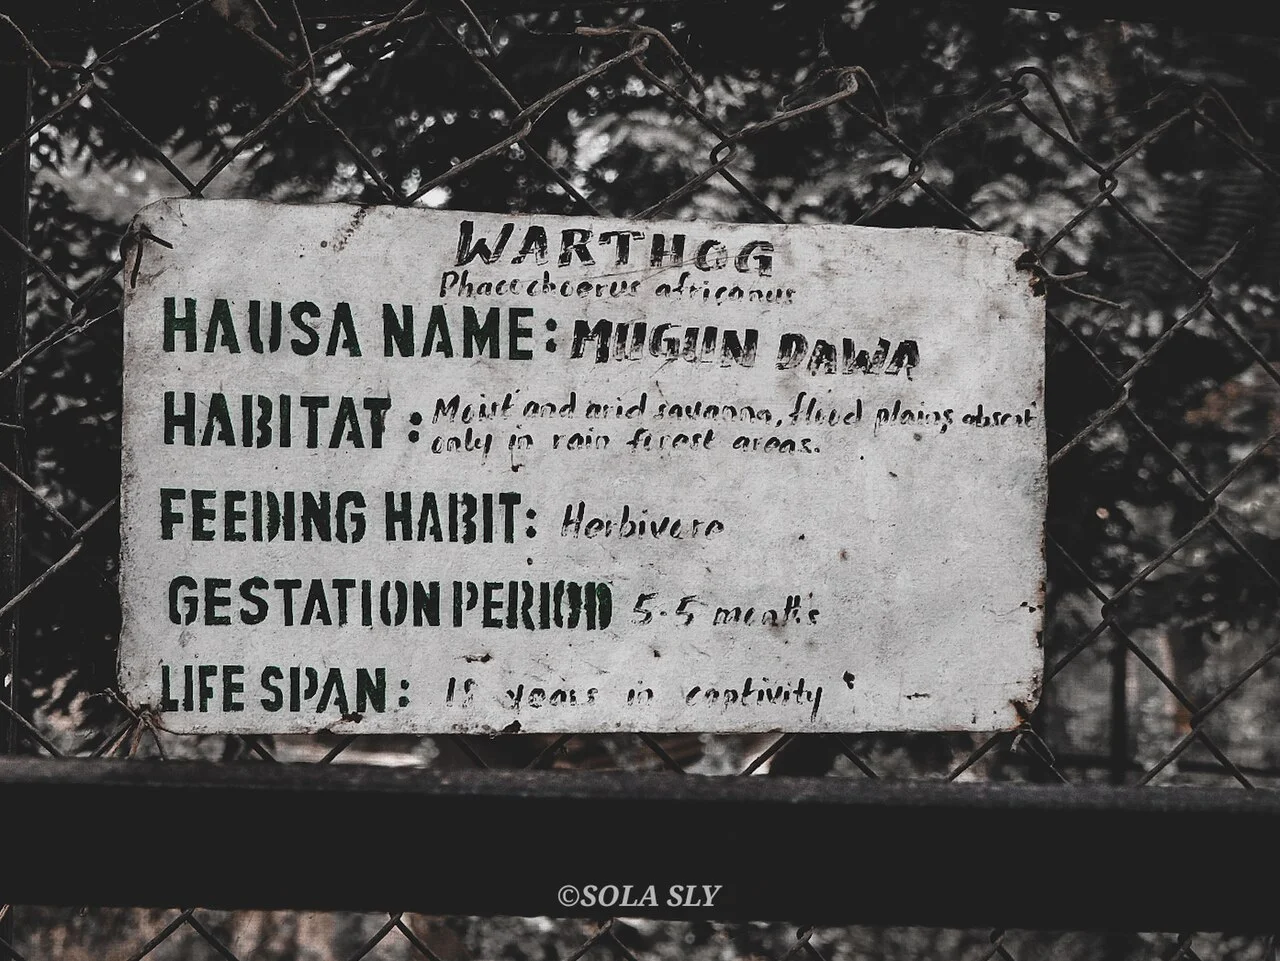 WARTHOG
Phacochoerus africanus
HAUSA NAME: MUGUN DAWA
HABITAT: Moist and arid savanna, flood plains absent
only in rain forest areas.
FEEDING HABIT: Herbivore
GESTATION PERIOD 5.5 months
LIFE SPAN: 18 years in captivity
©SOLA SLY